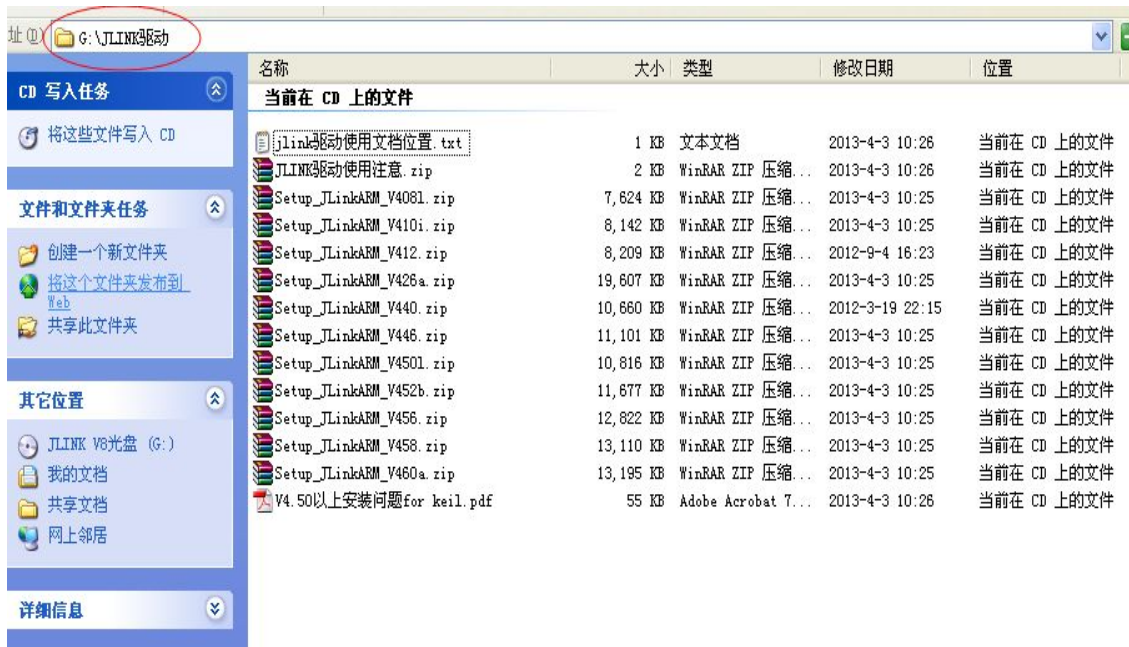 址(D) G:\JLINK驱动
名称 大小 类型 修改日期 位置
CD 写入任务
当前在 CD 上的文件
将这些文件写入 CD
jlink驱动使用文档位置.txt 1 KB 文本文档 2013-4-3 10:26 当前在 CD 上的文件
JLINK驱动使用注意.zip 2 KB WinRAR ZIP 压缩... 2013-4-3 10:26 当前在 CD 上的文件
Setup_JLinkARM_V408l.zip 7,624 KB WinRAR ZIP 压缩... 2013-4-3 10:25 当前在 CD 上的文件
Setup_JLinkARM_V410i.zip 8,142 KB WinRAR ZIP 压缩... 2013-4-3 10:25 当前在 CD 上的文件
Setup_JLinkARM_V412.zip 8,209 KB WinRAR ZIP 压缩... 2012-9-4 16:23 当前在 CD 上的文件
Setup_JLinkARM_V426a.zip 19,607 KB WinRAR ZIP 压缩... 2013-4-3 10:25 当前在 CD 上的文件
Setup_JLinkARM_V440.zip 10,660 KB WinRAR ZIP 压缩... 2012-3-19 22:15 当前在 CD 上的文件
Setup_JLinkARM_V446.zip 11,101 KB WinRAR ZIP 压缩... 2013-4-3 10:25 当前在 CD 上的文件
Setup_JLinkARM_V450l.zip 10,816 KB WinRAR ZIP 压缩... 2013-4-3 10:25 当前在 CD 上的文件
Setup_JLinkARM_V452b.zip 11,677 KB WinRAR ZIP 压缩... 2013-4-3 10:25 当前在 CD 上的文件
Setup_JLinkARM_V456.zip 12,822 KB WinRAR ZIP 压缩... 2013-4-3 10:25 当前在 CD 上的文件
Setup_JLinkARM_V458.zip 13,110 KB WinRAR ZIP 压缩... 2013-4-3 10:25 当前在 CD 上的文件
Setup_JLinkARM_V460a.zip 13,195 KB WinRAR ZIP 压缩... 2013-4-3 10:25 当前在 CD 上的文件
V4.50以上安装问题for keil.pdf 55 KB Adobe Acrobat 7... 2013-4-3 10:26 当前在 CD 上的文件
文件和文件夹任务
创建一个新文件夹
将这个文件夹发布到
Web
共享此文件夹
其它位置
JLINK V8光盘 (G:)
我的文档
共享文档
网上邻居
详细信息